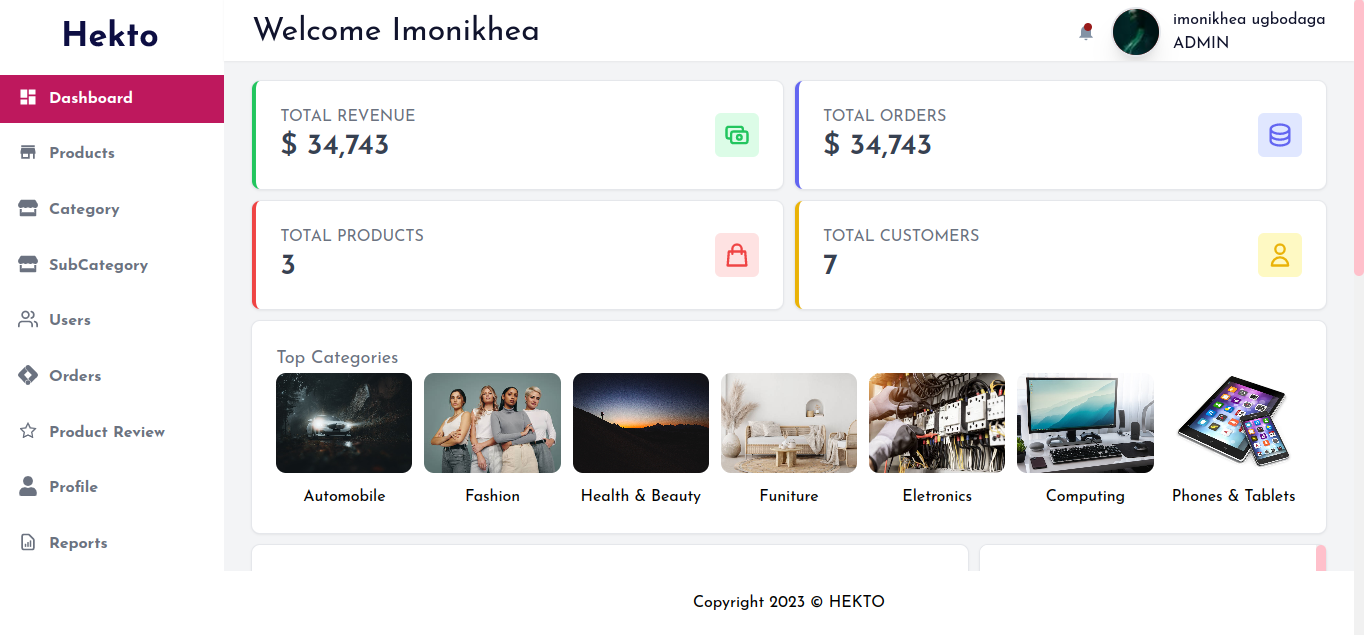 Hekto
Welcome Imonikhea
imonikhea ugbodaga
ADMIN
Dashboard
Products
Category
SubCategory
Users
Orders
Product Review
Profile
Reports
TOTAL REVENUE
$ 34,743
TOTAL ORDERS
$ 34,743
TOTAL PRODUCTS
3
TOTAL CUSTOMERS
7
Top Categories
Automobile
Fashion
Health & Beauty
Funiture
Eletronics
Computing
Phones & Tablets
Copyright 2023 © HEKTO